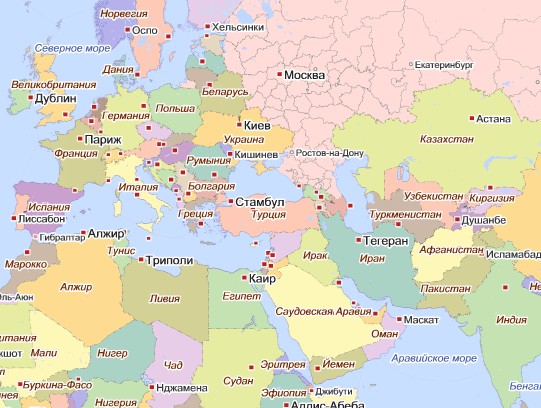 Норвегия
Осло
Хельсинки
Северное море
Дания
Москва
Екатеринбург
Великобритания
Дублин
Германия
Польша
Беларусь
Астана
Париж
Киев
Украина
Казахстан
Франция
Румыния
Кишинев
Ростов-на-Дону
Италия
Болгария
Испания
Лиссабон
Греция
Стамбул
Турция
Узбекистан
Киргизия
Туркменистан
Душанбе
Гибралтар
Алжир
Тунис
Тегеран
Афганистан
Исламабад
Марокко
Триполи
Ирак
Иран
Каир
Эль-Аюн
Алжир
Ливия
Египет
Саудовская Аравия
Пакистан
Индия
Оман
Маскат
Мали
Нигер
Чад
Судан
Эритрея
Йемен
Аравийское море
Буркина-Фасо
Нджамена
Эфиопия
Джибути
Нигерия
Аддис-Абеба